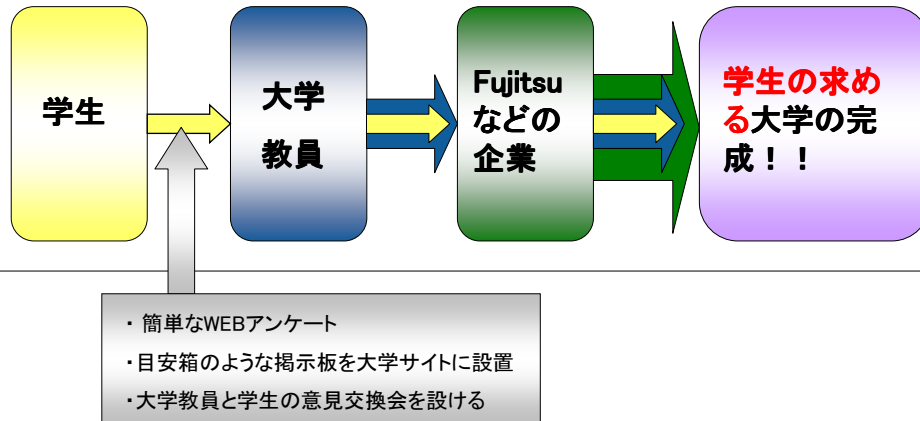 学生
大学
教員
Fujitsu
などの
企業
学生の求め
る大学の完
成！！
・ 簡単なWEBアンケート
・目安箱のような掲示板を大学サイトに設置
・大学教員と学生の意見交換会を設ける